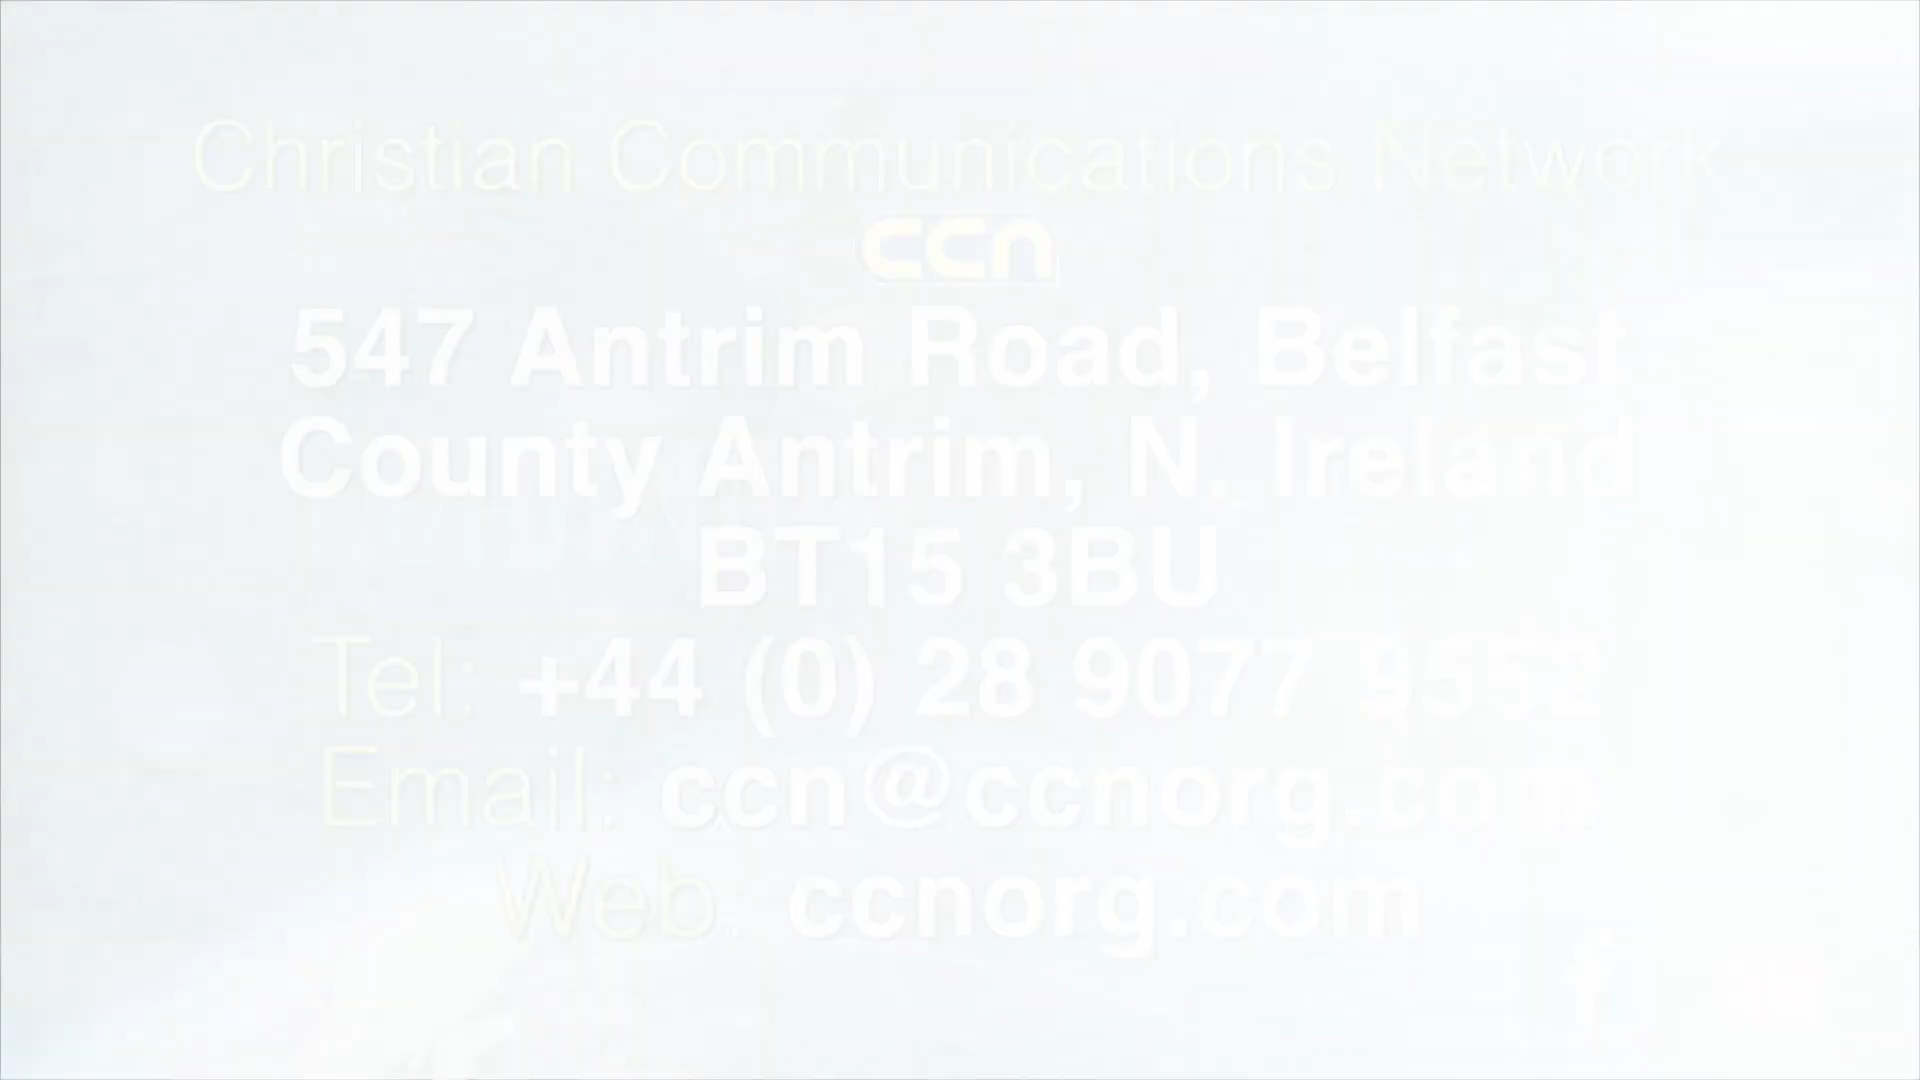 Christian Communications Network
ccn
547 Antrim Road, Belfast
County Antrim, N. Ireland
BT15 3BU
Tel: +44 (0) 28 9077 9552
Email: ccn@ccnorg.com
Web: ccnorg.com
f